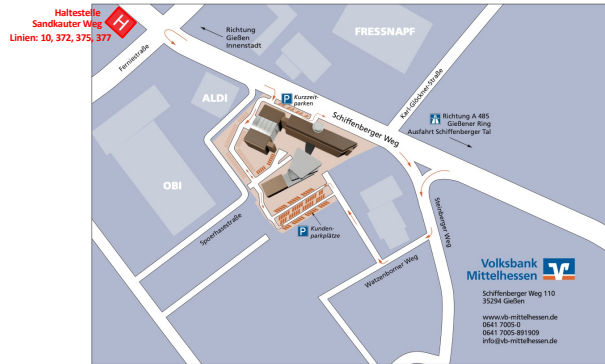 Haltestelle
Sandkauter Weg
Linien: 10, 372, 375, 377
H
Richtung
Gießen
Innenstadt
FRESSNAPF
Ferniestraße
Karl-Glöckner-Straße
ALDI
P Kurzzeit-
parken
Schiffenberger Weg
Richtung A 485
Gießener Ring
Ausfahrt Schiffenberger Tal
OBI
Spoerhasestraße
P Kunden-
parkplätze
Steinberger Weg
Watzenborner Weg
Volksbank
Mittelhessen
Schiffenberger Weg 110
35294 Gießen
www.vb-mittelhessen.de
0641 7005-0
0641 7005-891909
info@vb-mittelhessen.de